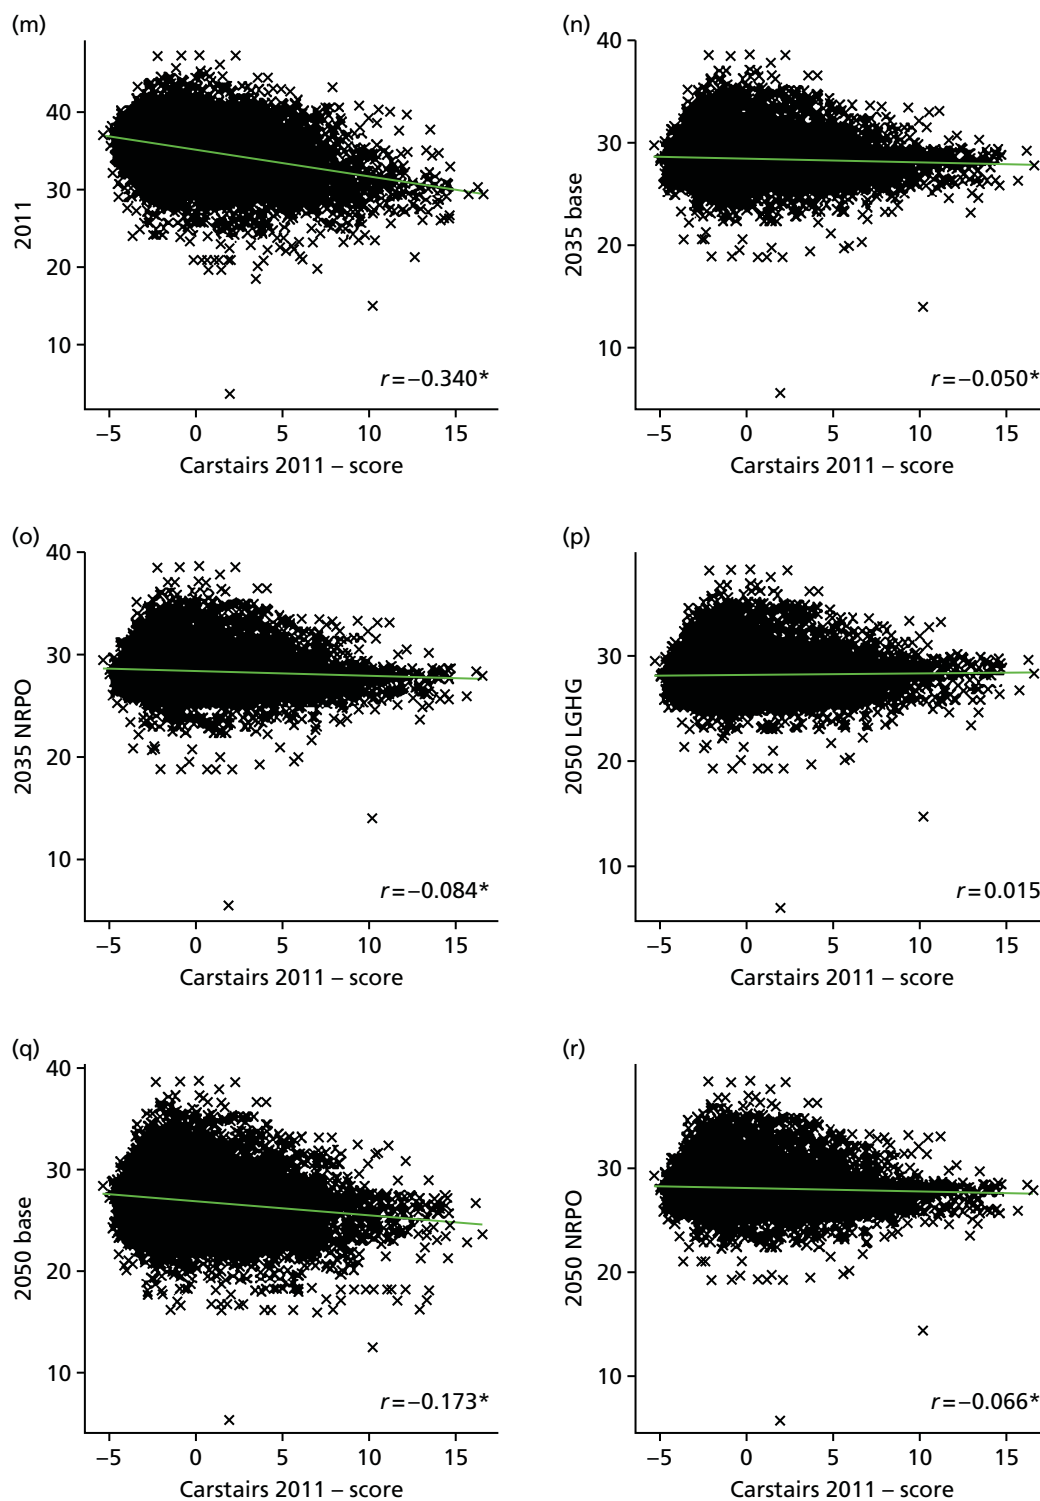 (m)
40
30
20
10
2011
r=−0.340*
−5 0 5 10 15
Carstairs 2011 – score
(n)
40
30
20
10
2035 base
r=−0.050*
−5 0 5 10 15
Carstairs 2011 – score
(o)
40
30
20
10
2035 NRPO
r=−0.084*
−5 0 5 10 15
Carstairs 2011 – score
(p)
30
20
10
2050 LGHG
r=0.015
−5 0 5 10 15
Carstairs 2011 – score
(q)
40
30
20
10
2050 base
r=−0.173*
−5 0 5 10 15
Carstairs 2011 – score
(r)
30
20
10
2050 NRPO
r=−0.066*
−5 0 5 10 15
Carstairs 2011 – score